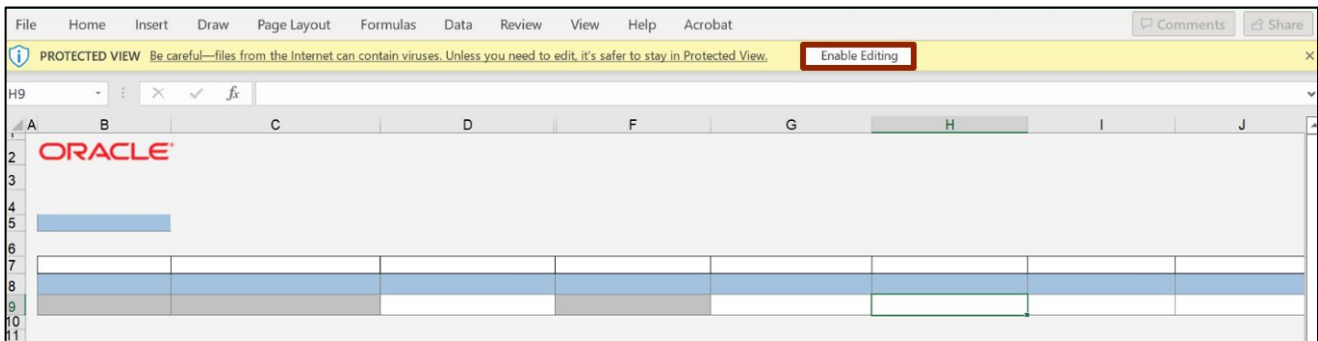 File Home Insert Draw Page Layout Formulas Data Review View Help Acrobat Comments Share
PROTECTED VIEW Be careful—files from the Internet can contain viruses. Unless you need to edit, it's safer to stay in Protected View. Enable Editing
H9 fx
A B C D F G H I J
2 ORACLE
3
4
5
6
7
8
9
10
11